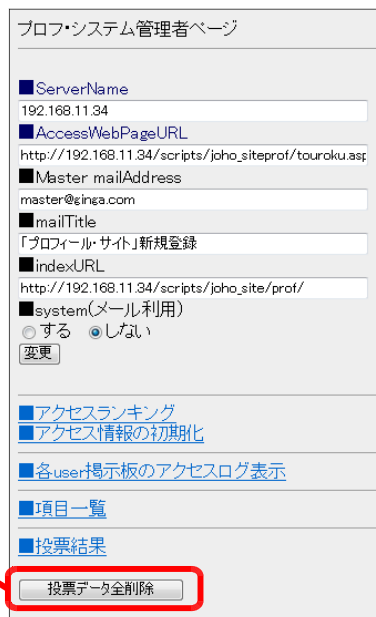 プロフ・システム管理者ページ
■ServerName
192.168.11.34
■AccessWebPageURL
http://192.168.11.34/scripts/joho_siteprof/touroku.asp
■Master mailAddress
master@ginga.com
■mailTitle
「プロフィール・サイト」新規登録
■indexURL
http://192.168.11.34/scripts/joho_site/prof/
■system(メール利用)
する しない
変更
■アクセスランキング
■アクセス情報の初期化
■各user掲示板のアクセスログ表示
■項目一覧
■投票結果
投票データ全削除